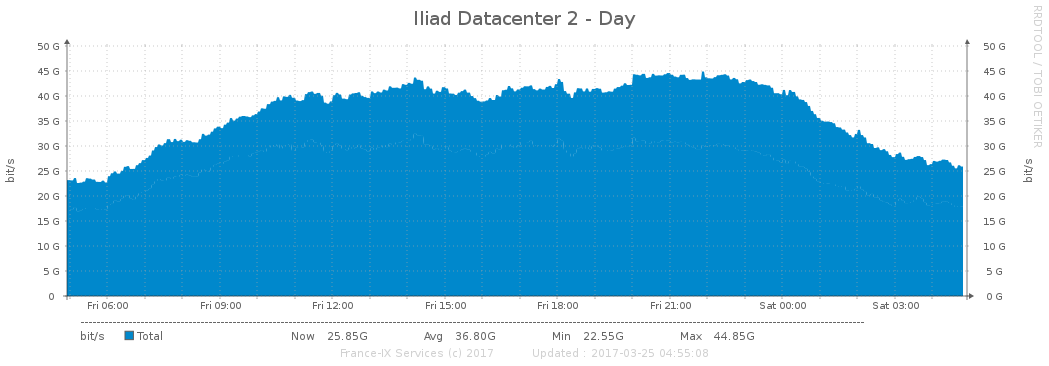 Iliad Datacenter 2 - Day
RRDTOOL / TOBI OETIKER
50 G 50 G
45 G 45 G
40 G 40 G
35 G 35 G
30 G 30 G
25 G 25 G
20 G 20 G
15 G 15 G
10 G 10 G
5 G 5 G
0 0 G
bit/s bit/s
Fri 06:00 Fri 09:00 Fri 12:00 Fri 15:00 Fri 18:00 Fri 21:00 Sat 00:00 Sat 03:00
bit/s Total Now 25.85G Avg 36.80G Min 22.55G Max 44.85G
France-IX Services (c) 2017 Updated : 2017-03-25 04:55:08